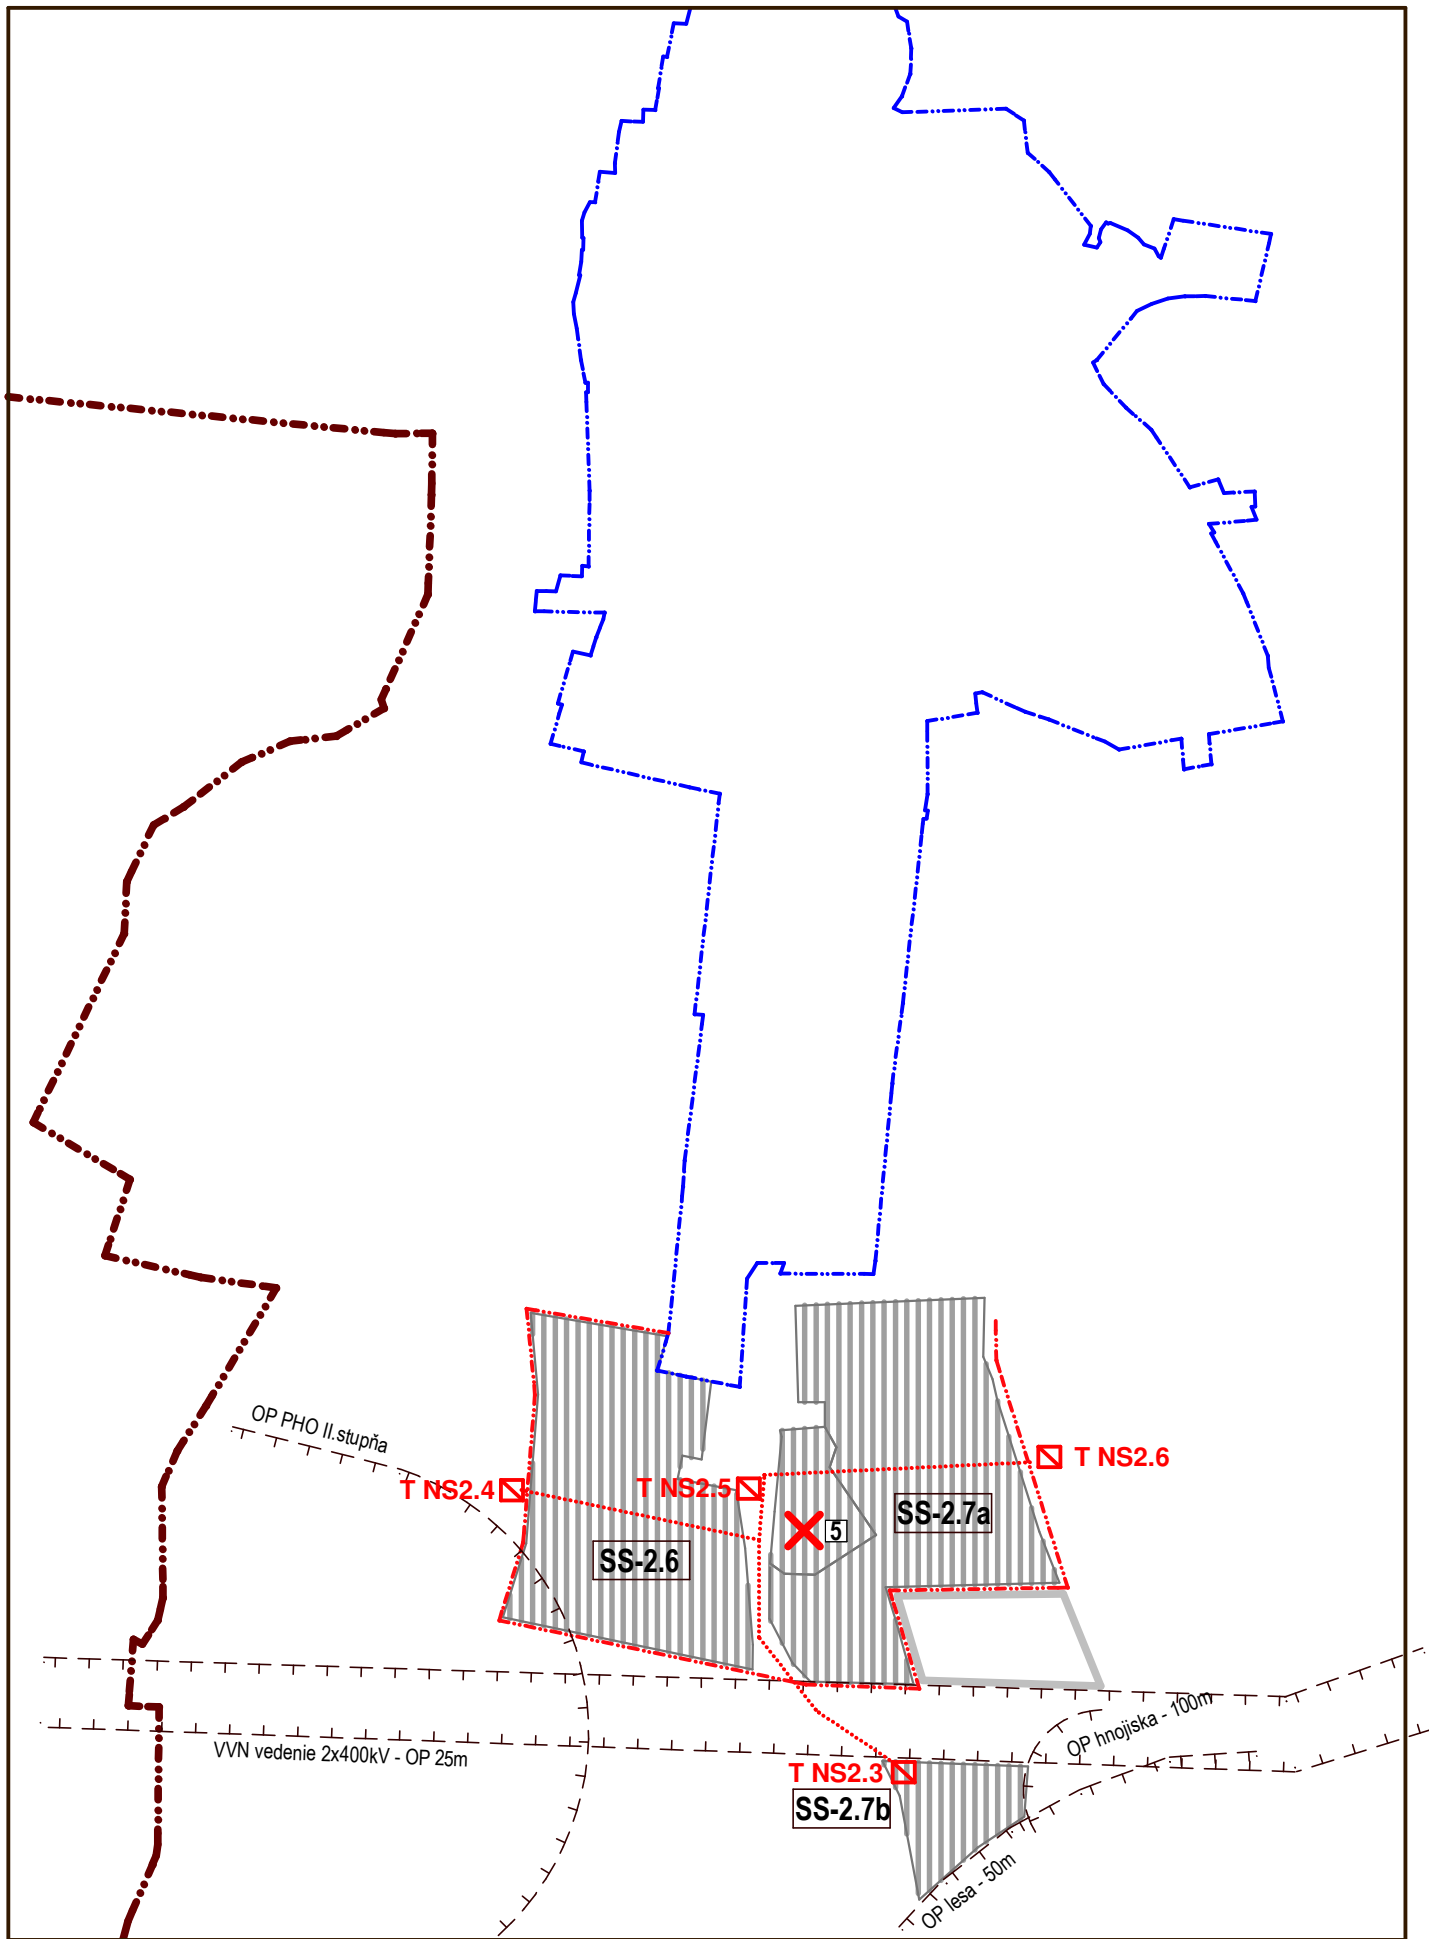 OP PHO II.stupňa
T NS2.4
T NS2.5
T NS2.6
SS-2.7a
5
SS-2.6
OP hnojiska - 100m
VVN vedenie 2x400kV - OP 25m
T NS2.3
SS-2.7b
OP lesa - 50m